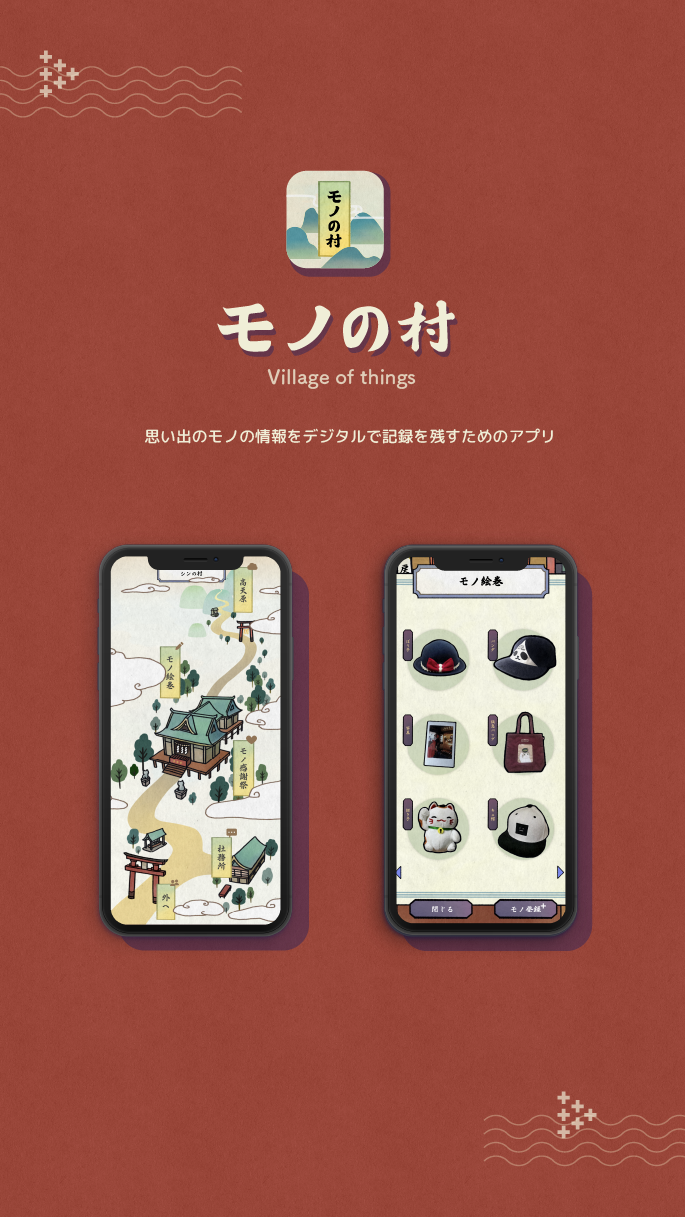 モノの村
モノの村
Village of things
思い出のモノの情報をデジタルで記録を残すためのアプリ
シンの村
高天原
モノ絵巻
モノ感謝祭
社務所
外へ
モノ絵巻
閉じる
モノ登録